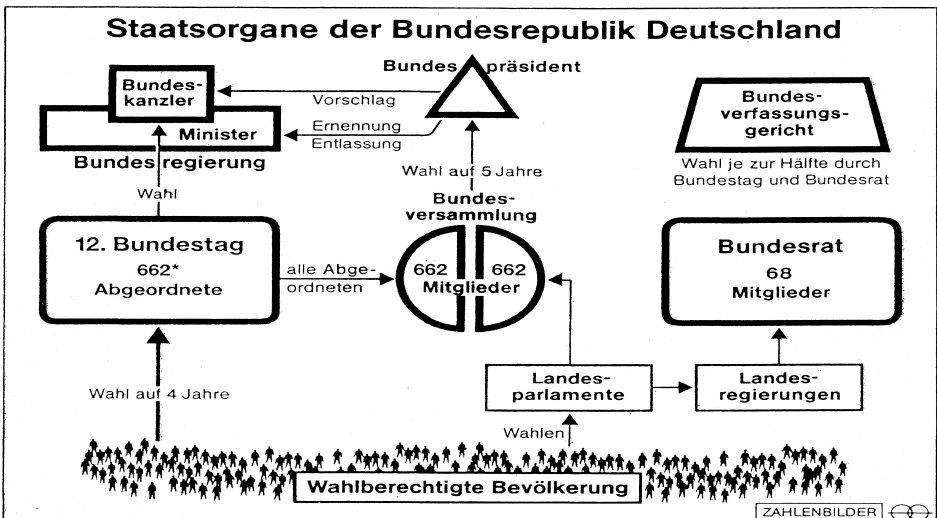 Staatsorgane der Bundesrepublik Deutschland
Bundes-
kanzler
Minister
Bundesregierung
Vorschlag
Ernennung
Entlassung
Bundespräsident
Bundes-
verfassungs-
gericht
Wahl je zur Hälfte durch
Bundestag und Bundesrat
Wahl
Wahl auf 5 Jahre
Bundes-
versammlung
12. Bundestag
662*
Abgeordnete
alle Abge-
ordneten
662 662
Mitglieder
Bundesrat
68
Mitglieder
Wahl auf 4 Jahre
Landes-
parlamente
Landes-
regierungen
Wahlen
Wahlberechtigte Bevölkerung
ZAHLENBILDER